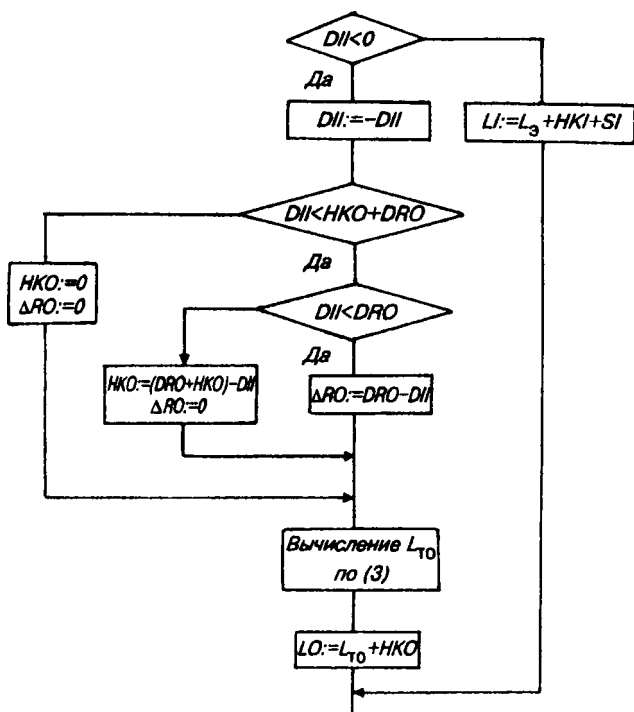 DII<0
Да
DII:=-DII
LI:=Lэ+HKI+SI
DII<HKO+DRO
Да
HKO:=0
ΔRO:=0
DII<DRO
Да
HKO:=(DRO+HKO)-DII
ΔRO:=0
ΔRO:=DRO-DII
Вычисление LТО
по (3)
LO:=LТО+HKO